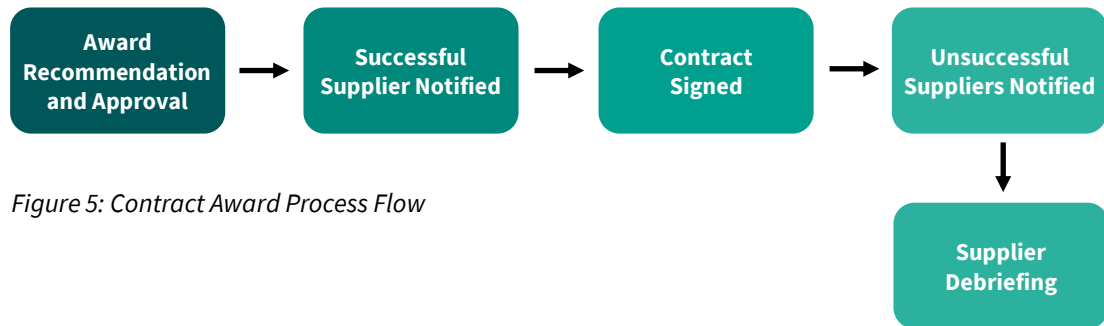 Award
Recommendation
and Approval
Successful
Supplier Notified
Contract
Signed
Unsuccessful
Suppliers Notified
Figure 5: Contract Award Process Flow
Supplier
Debriefing